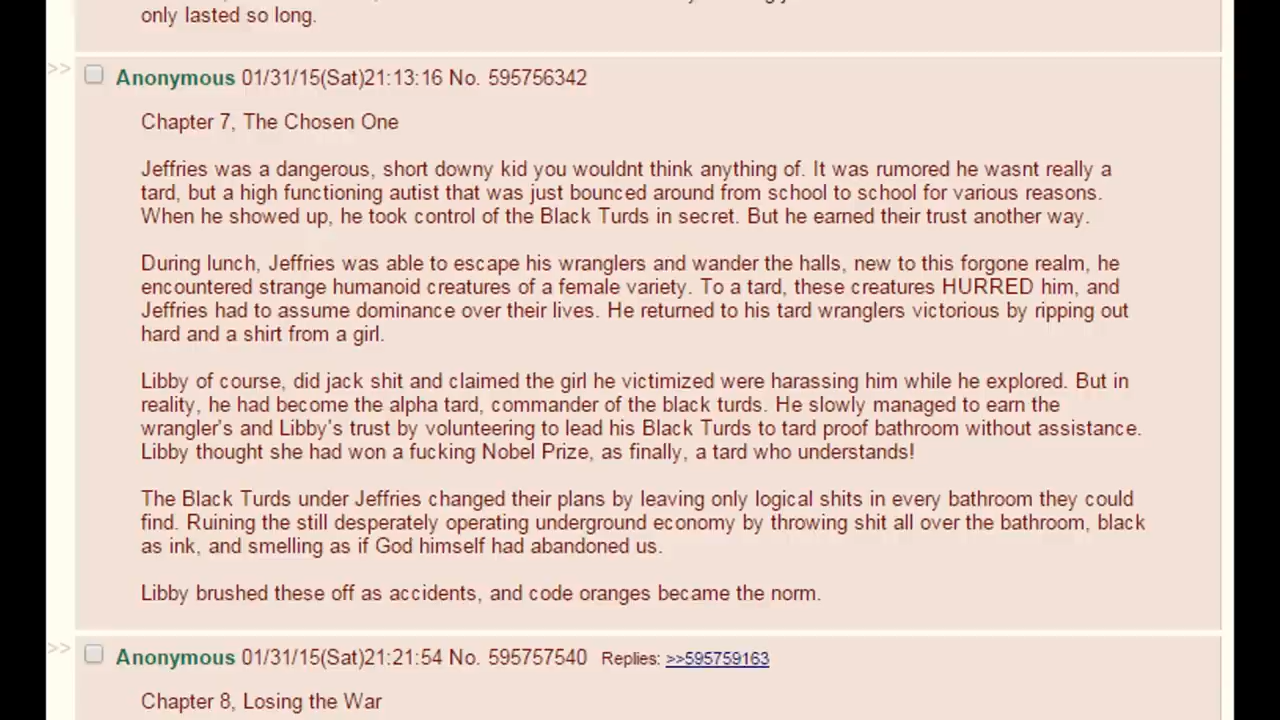 only lasted so long.
>> Anonymous 01/31/15(Sat)21:13:16 No. 595756342
Chapter 7, The Chosen One
Jeffries was a dangerous, short downy kid you wouldnt think anything of. It was rumored he wasnt really a
tard, but a high functioning autist that was just bounced around from school to school for various reasons.
When he showed up, he took control of the Black Turds in secret. But he earned their trust another way.
During lunch, Jeffries was able to escape his wranglers and wander the halls, new to this forgone realm, he
encountered strange humanoid creatures of a female variety. To a tard, these creatures HURRED him, and
Jeffries had to assume dominance over their lives. He returned to his tard wranglers victorious by ripping out
hard and a shirt from a girl.
Libby of course, did jack shit and claimed the girl he victimized were harassing him while he explored. But in
reality, he had become the alpha tard, commander of the black turds. He slowly managed to earn the
wrangler's and Libby's trust by volunteering to lead his Black Turds to tard proof bathroom without assistance.
Libby thought she had won a fucking Nobel Prize, as finally, a tard who understands!
The Black Turds under Jeffries changed their plans by leaving only logical shits in every bathroom they could
find. Ruining the still desperately operating underground economy by throwing shit all over the bathroom, black
as ink, and smelling as if God himself had abandoned us.
Libby brushed these off as accidents, and code oranges became the norm.
>> Anonymous 01/31/15(Sat)21:21:54 No. 595757540 Replies: >>595759163
Chapter 8, Losing the War